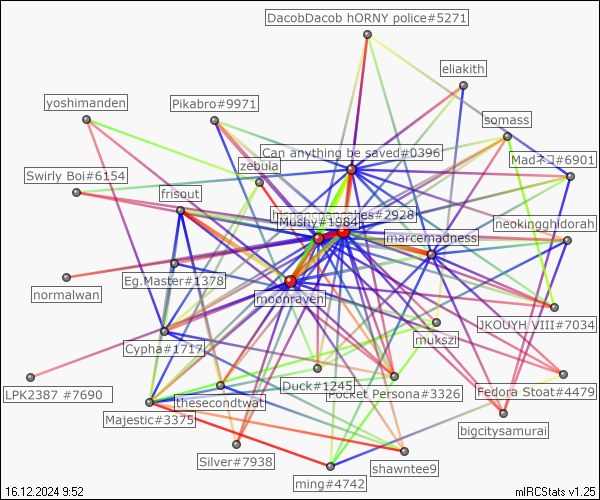 DacobDacob hORNY police#5271
eliakith
yoshimanden
Pikabro#9971
somass
Can anything be saved#0396
Madネコ#6901
zebula
Swirly Boi#6154
frisout
#2928
Mushy#1984
neokingghidorah
marcemadness
Eg.Master#1378
normalwan
moonraven
JKOUYH VIII#7034
Cypha#1717
mukszi
LPK2387 #7690
Duck#1245
Pocket Persona#3326
Fedora Stoat#4479
thesecondtwat
Majestic#3375
bigcitysamurai
Silver#7938
shawntee9
ming#4742
16.12.2024 9:52
mIRCStats v1.25